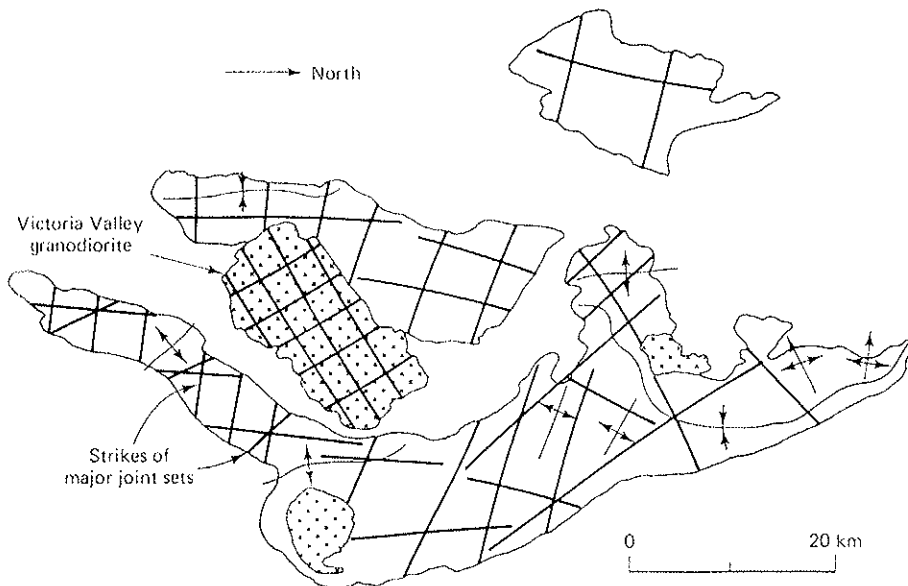 North
Victoria Valley
granodiorite
Strikes of
major joint sets
0
20 km